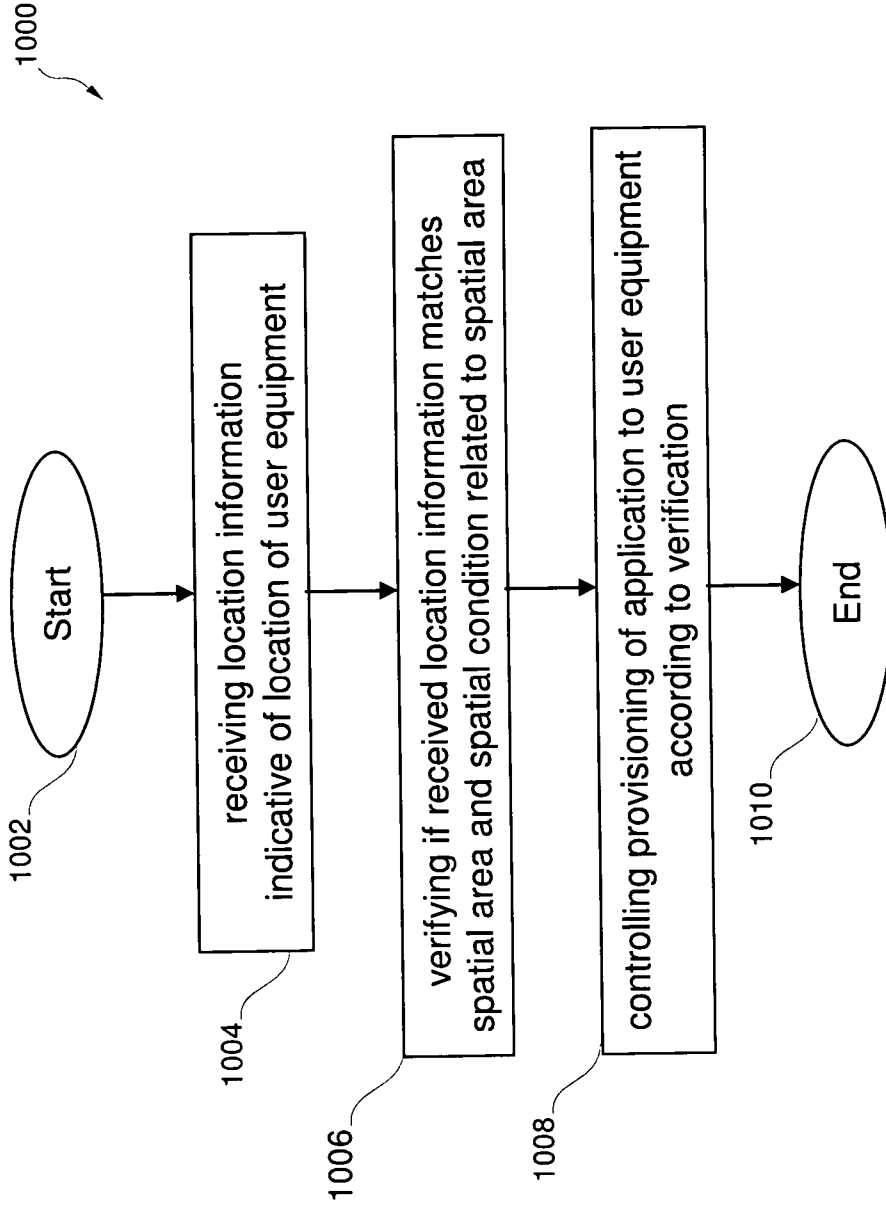 1000
1002
Start
1004
receiving location information
indicative of location of user equipment
1006
verifying if received location information matches
spatial area and spatial condition related to spatial area
1008
controlling provisioning of application to user equipment
according to verification
1010
End